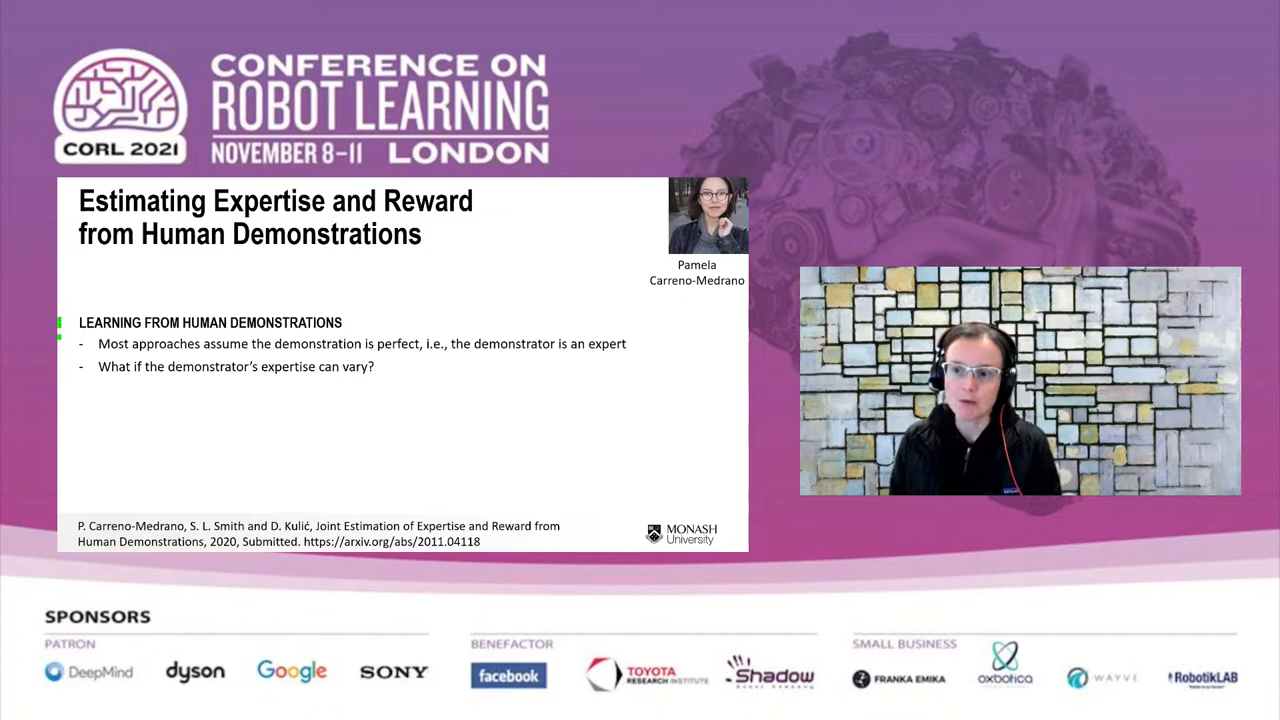 CONFERENCE ON
ROBOT LEARNING
CORL 2021
NOVEMBER 8–11 LONDON
Estimating Expertise and Reward
from Human Demonstrations
Pamela
Carreno-Medrano
LEARNING FROM HUMAN DEMONSTRATIONS
- Most approaches assume the demonstration is perfect, i.e., the demonstrator is an expert
- What if the demonstrator's expertise can vary?
P. Carreno-Medrano, S. L. Smith and D. Kulić, Joint Estimation of Expertise and Reward from
Human Demonstrations, 2020, Submitted. https://arxiv.org/abs/2011.04118
MONASH
University
SPONSORS
PATRON
DeepMind
dyson
Google
SONY
BENEFACTOR
facebook
TOYOTA
RESEARCH INSTITUTE
Shadow
SMALL BUSINESS
FRANKA EMIKA
oxbotica
WAYVE
RobotikLAB